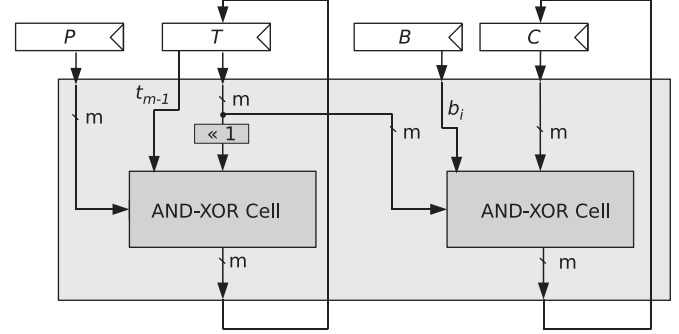 P T B C
t_{m-1} b_i
m m m m
« 1
AND-XOR Cell AND-XOR Cell
m m